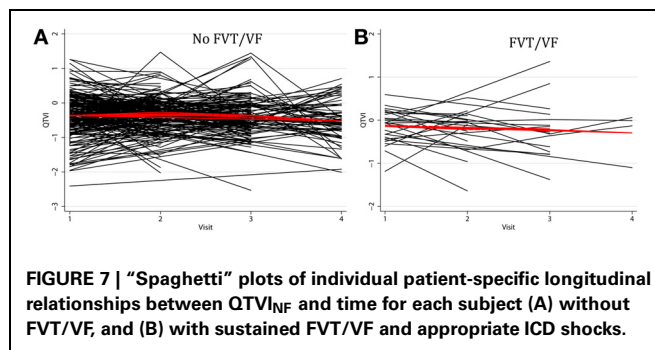 A
No FVT/VF
QTVI
2
1
0
-1
-2
-3
1
2
3
4
Visit
B
FVT/VF
QTVI
2
1
0
-1
-2
1
2
3
4
Visit
FIGURE 7 | “Spaghetti” plots of individual patient-specific longitudinal
relationships between QTVINF and time for each subject (A) without
FVT/VF, and (B) with sustained FVT/VF and appropriate ICD shocks.